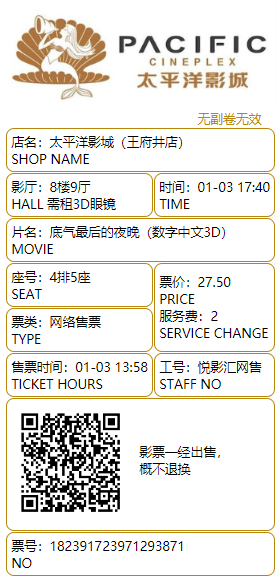 PACIFIC
CINEPLEX
太平洋影城
无副卷无效
店名：太平洋影城（王府井店）
SHOP NAME
影厅：8楼9厅
HALL 需租3D眼镜
时间：01-03 17:40
TIME
片名：底气最后的夜晚（数字中文3D）
MOVIE
座号：4排5座
SEAT
票价：27.50
PRICE
服务费：2
SERVICE CHANGE
票类：网络售票
TYPE
售票时间：01-03 13:58
TICKET HOURS
工号：悦影汇网售
STAFF NO
影票一经出售，
概不退换
票号：182391723971293871
NO